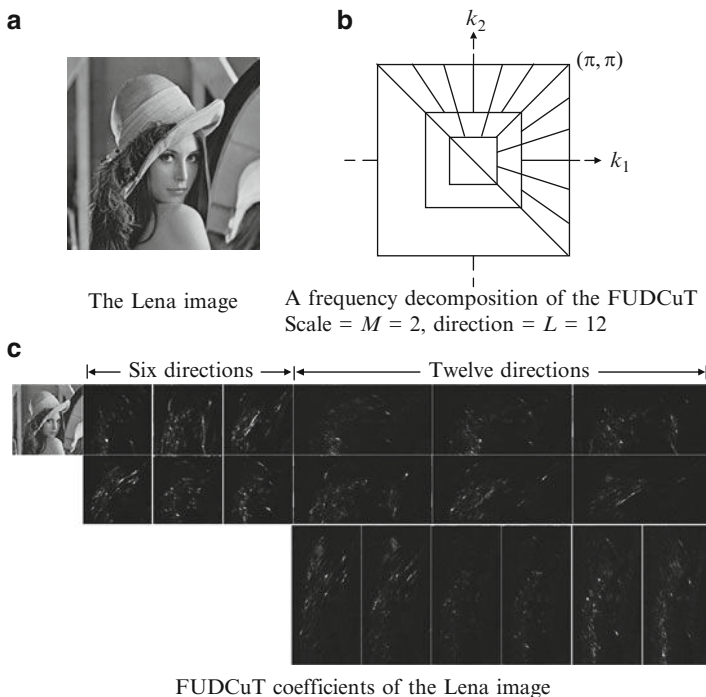 a
b
k2
(π, π)
k1
The Lena image
A frequency decomposition of the FUDCuT
Scale = M = 2, direction = L = 12
c
Six directions
Twelve directions
FUDCuT coefficients of the Lena image